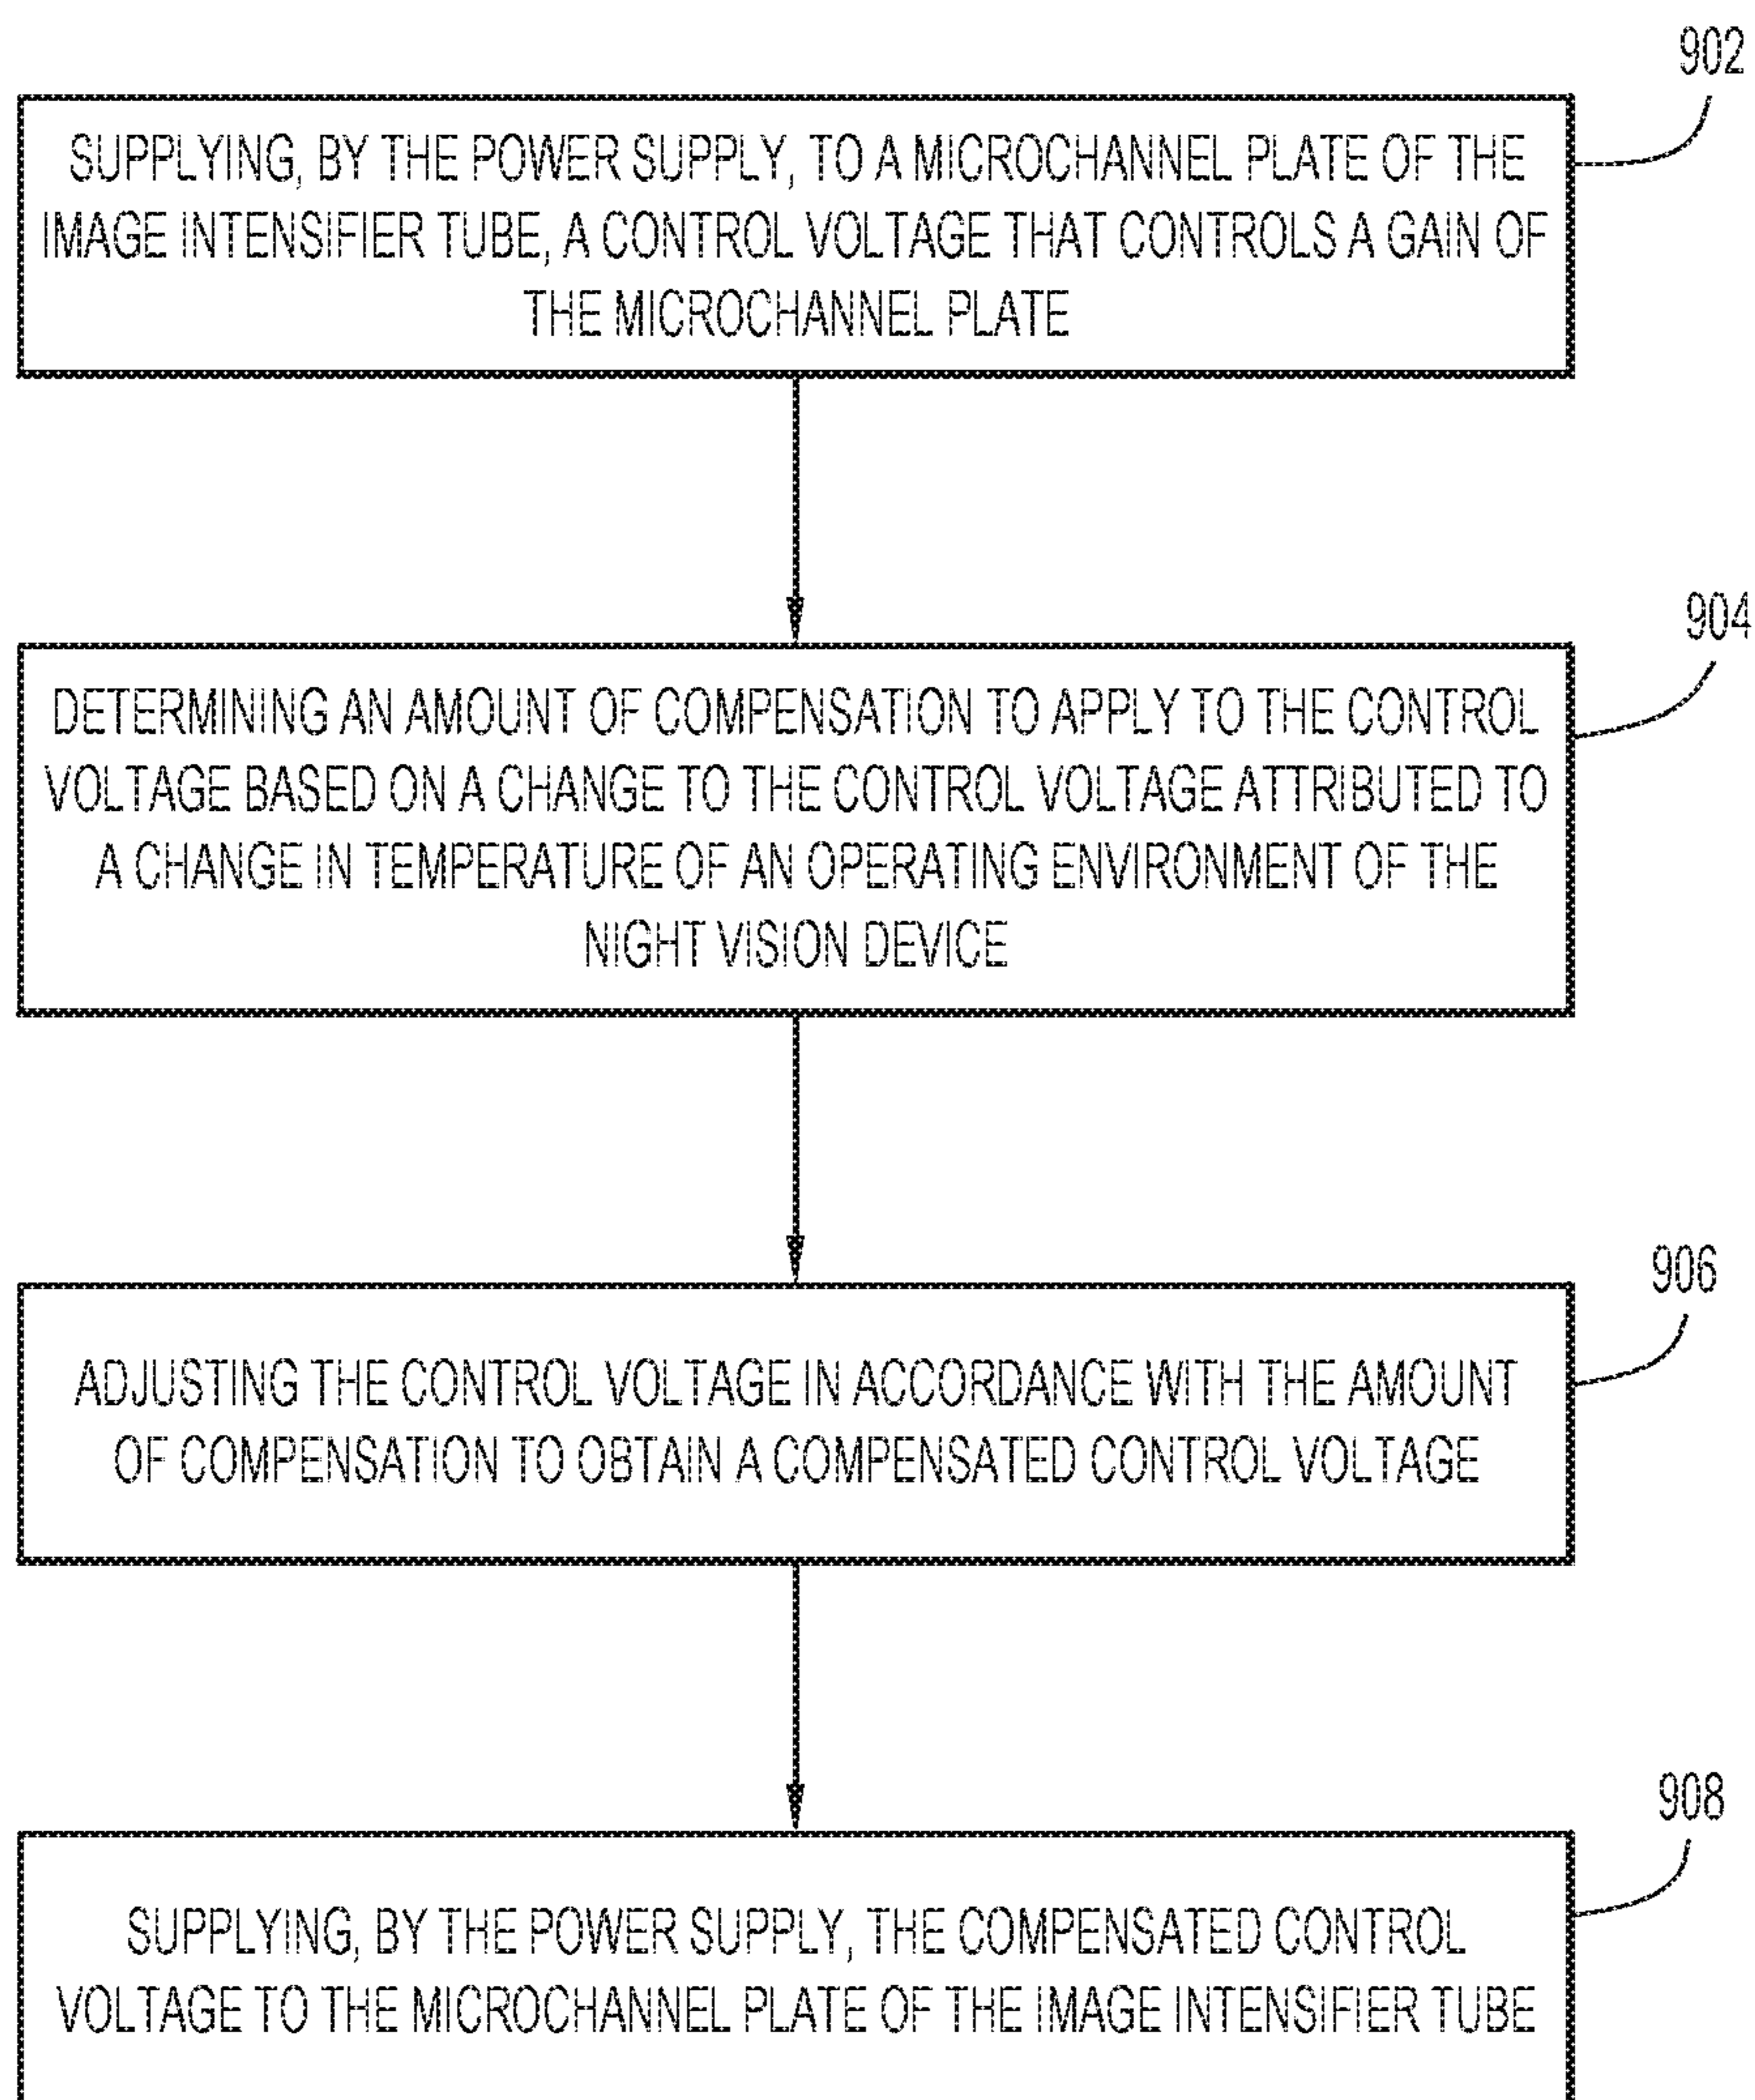 902
SUPPLYING, BY THE POWER SUPPLY, TO A MICROCHANNEL PLATE OF THE
IMAGE INTENSIFIER TUBE, A CONTROL VOLTAGE THAT CONTROLS A GAIN OF
THE MICROCHANNEL PLATE
904
DETERMINING AN AMOUNT OF COMPENSATION TO APPLY TO THE CONTROL
VOLTAGE BASED ON A CHANGE TO THE CONTROL VOLTAGE ATTRIBUTED TO
A CHANGE IN TEMPERATURE OF AN OPERATING ENVIRONMENT OF THE
NIGHT VISION DEVICE
906
ADJUSTING THE CONTROL VOLTAGE IN ACCORDANCE WITH THE AMOUNT
OF COMPENSATION TO OBTAIN A COMPENSATED CONTROL VOLTAGE
908
SUPPLYING, BY THE POWER SUPPLY, THE COMPENSATED CONTROL
VOLTAGE TO THE MICROCHANNEL PLATE OF THE IMAGE INTENSIFIER TUBE